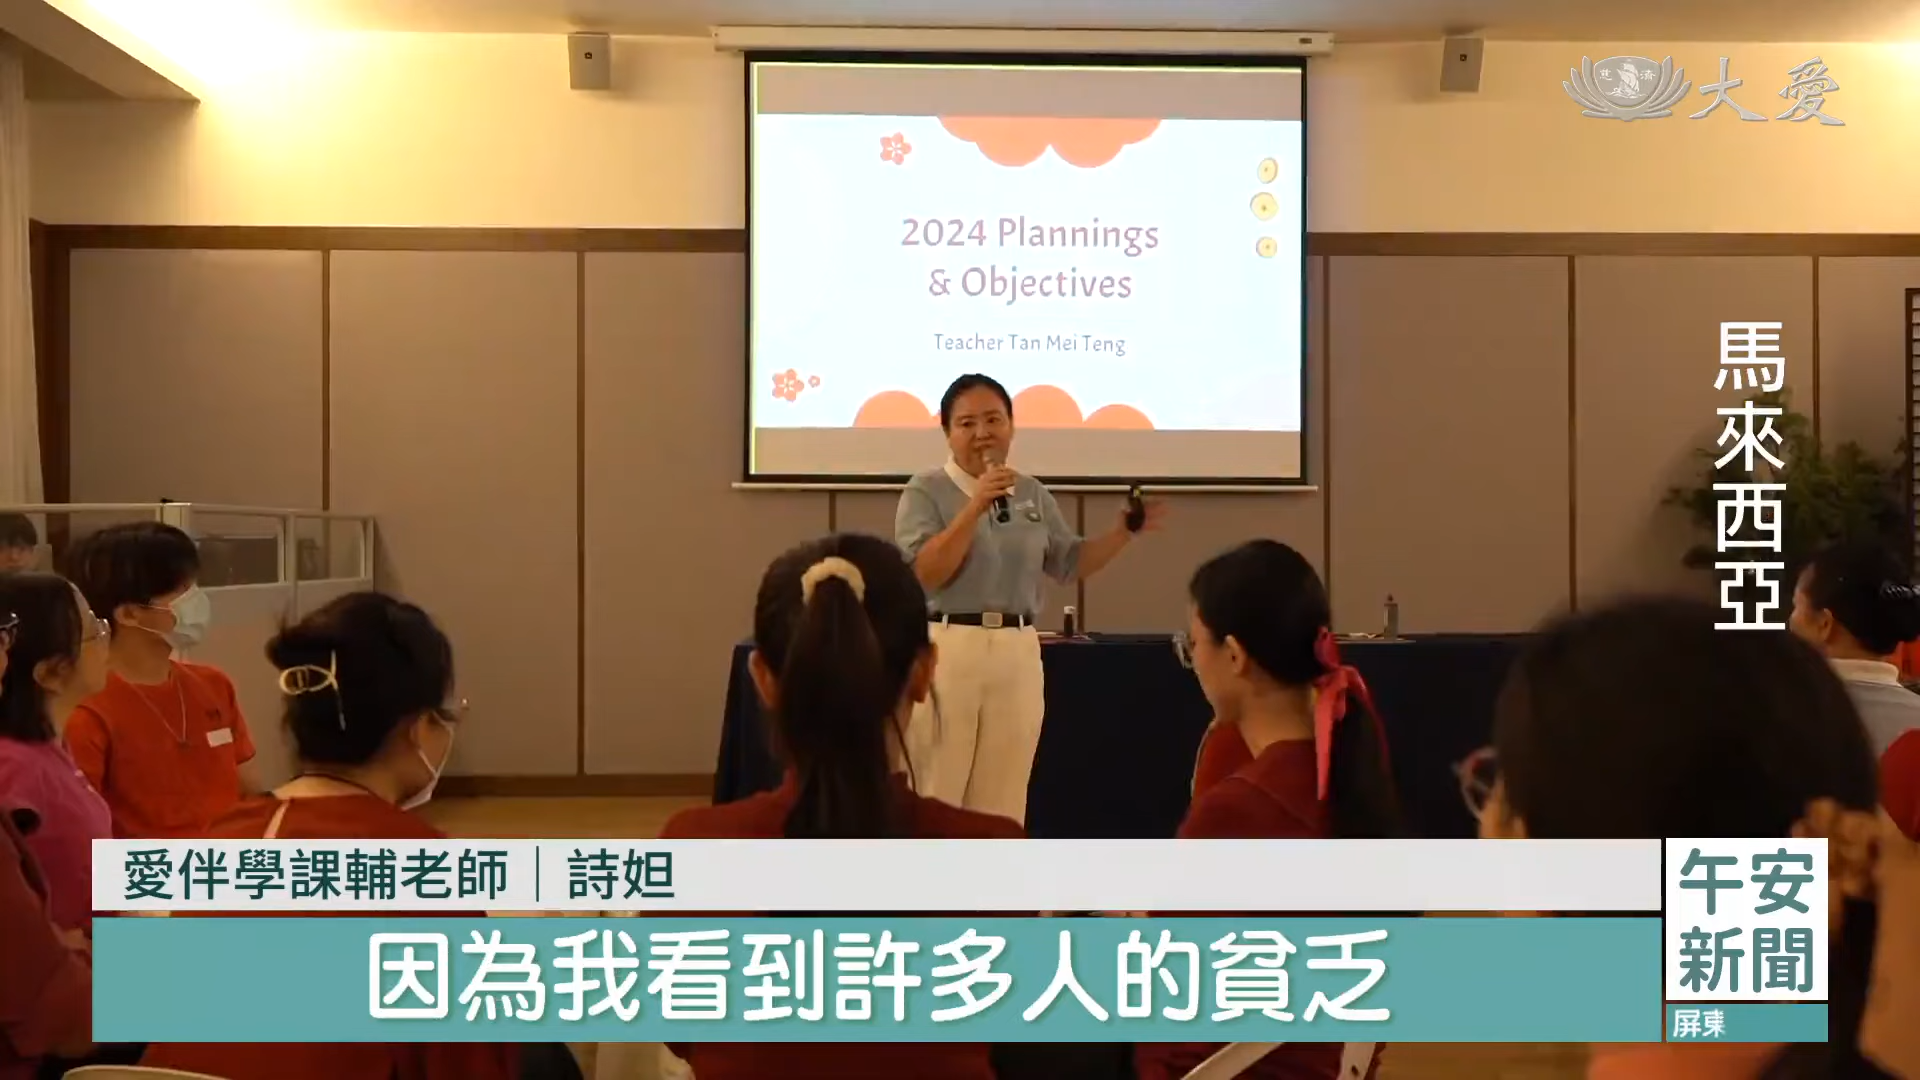 慈濟
大愛
2024 Plannings
& Objectives
Teacher Tan Mei Teng
馬來西亞
愛伴學課輔老師｜詩妲
因為我看到許多人的貧乏
午安
新聞
屏東